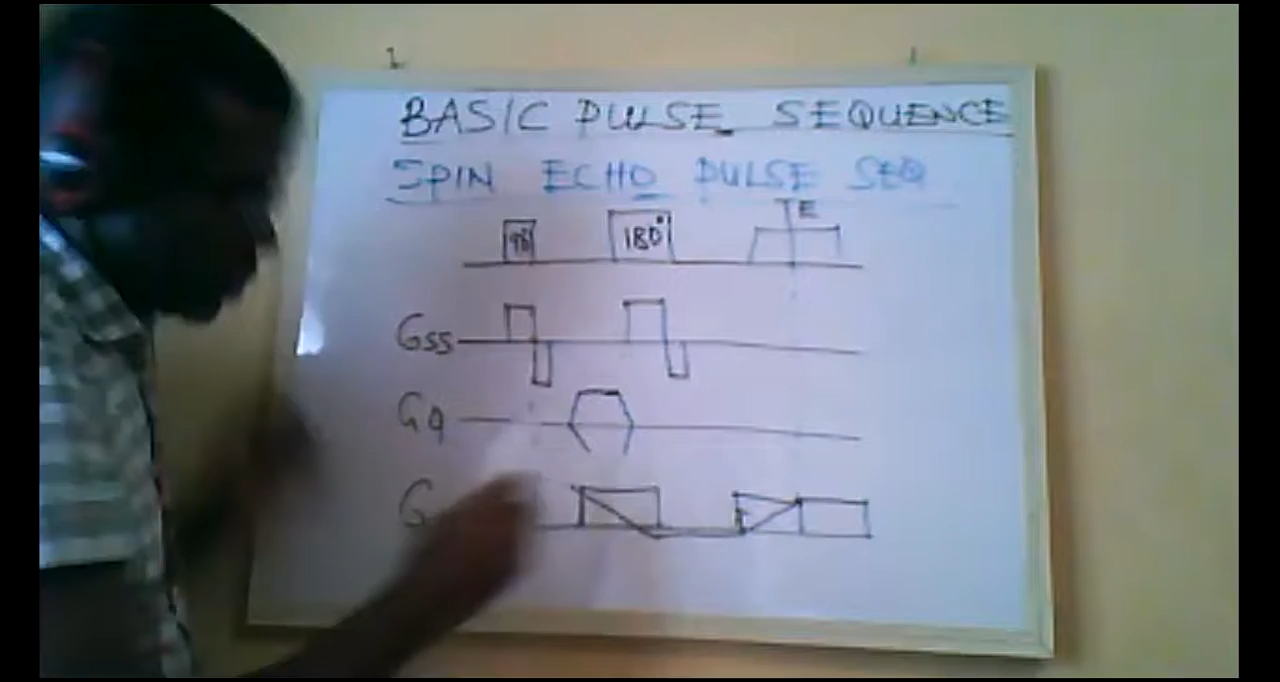 BASIC PULSE SEQUENCE
SPIN ECHO PULSE SEQ
90° 180° TE
Gss
GΦ
G